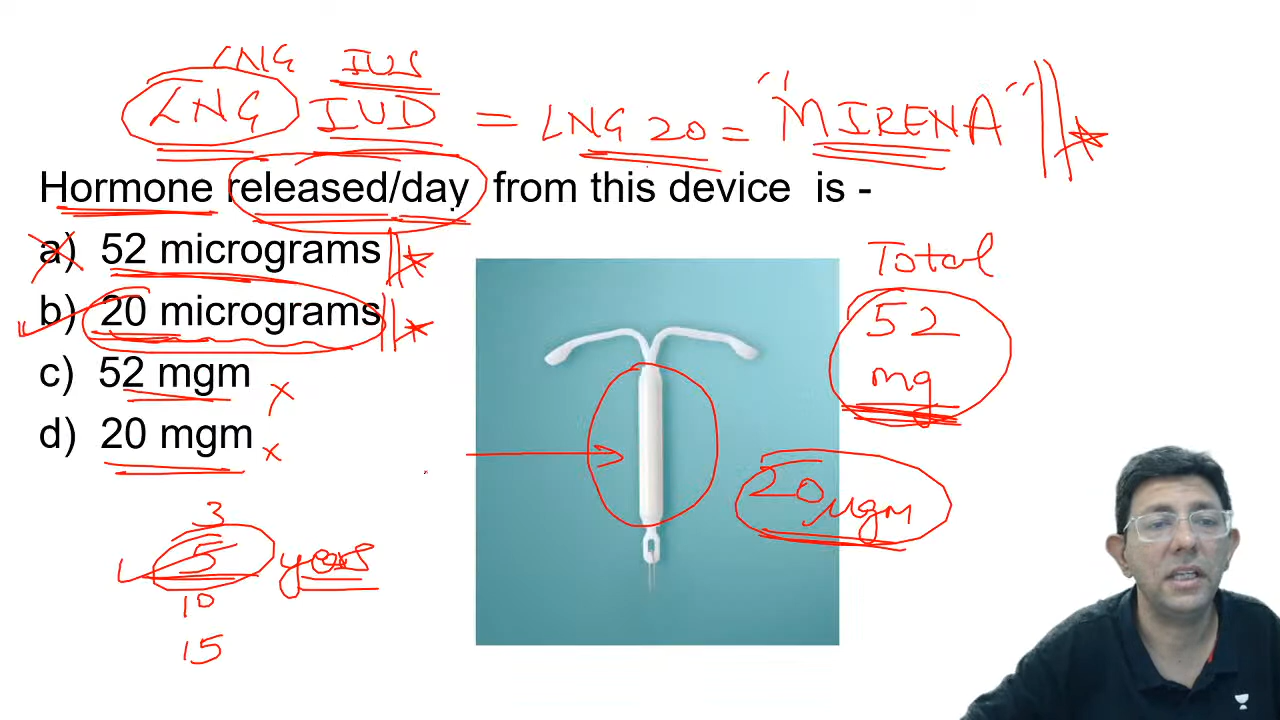 LNG IUS
LNG IUD = LNG 20 = "MIRENA"
Hormone released/day from this device is -
a) 52 micrograms
b) 20 micrograms
c) 52 mgm
d) 20 mgm
Total
52
mg
20 µgm
3
5 years
10
15